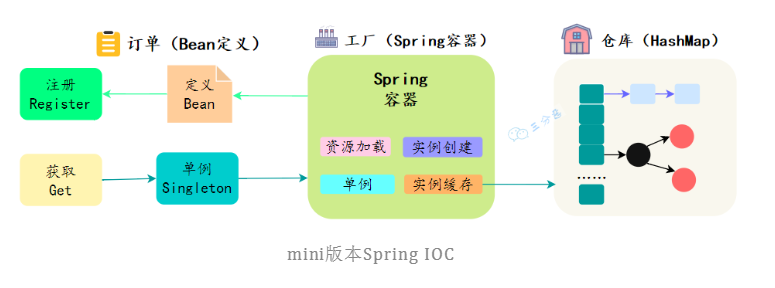 订单（Bean定义）
工厂（Spring容器）
仓库（HashMap）
注册
Register
定义
Bean
Spring
容器
资源加载
实例创建
单例
实例缓存
获取
Get
单例
Singleton
三分恶
......
mini版本Spring IOC